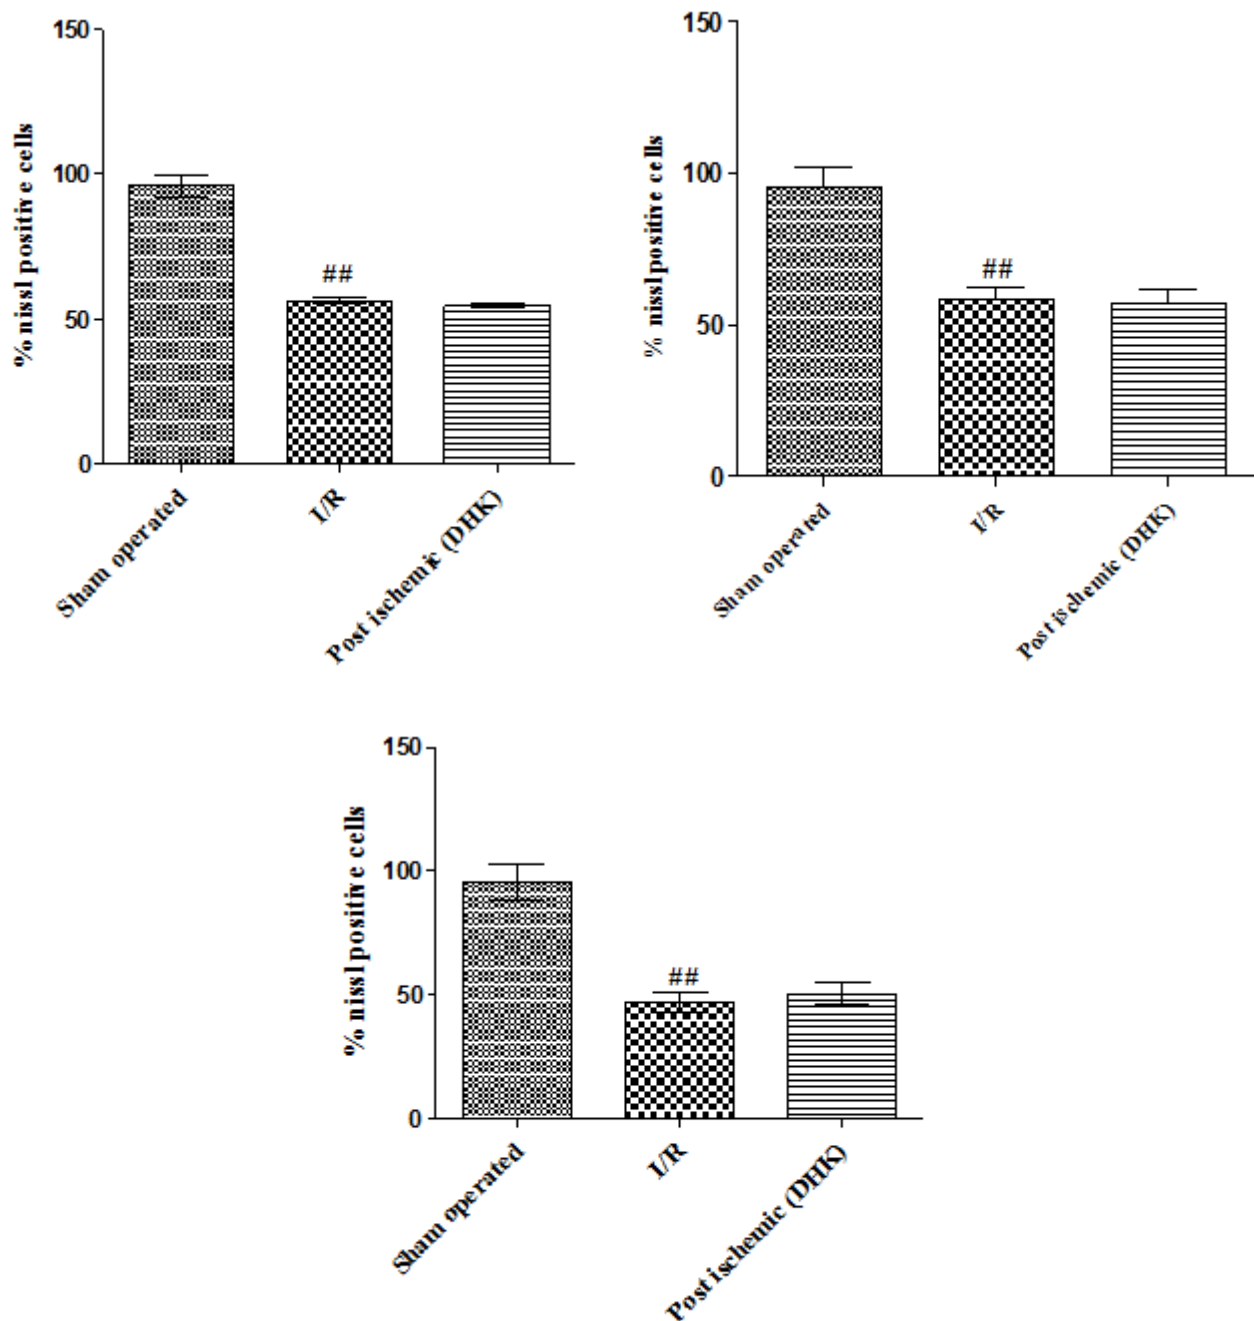 150
100
50
0
% nissl positive cells
##
Sham operated
I/R
Post ischemic (DHK)
150
100
50
0
% nissl positive cells
##
Sham operated
I/R
Post ischemic (DHK)
150
100
50
0
% nissl positive cells
##
Sham operated
I/R
Post ischemic (DHK)